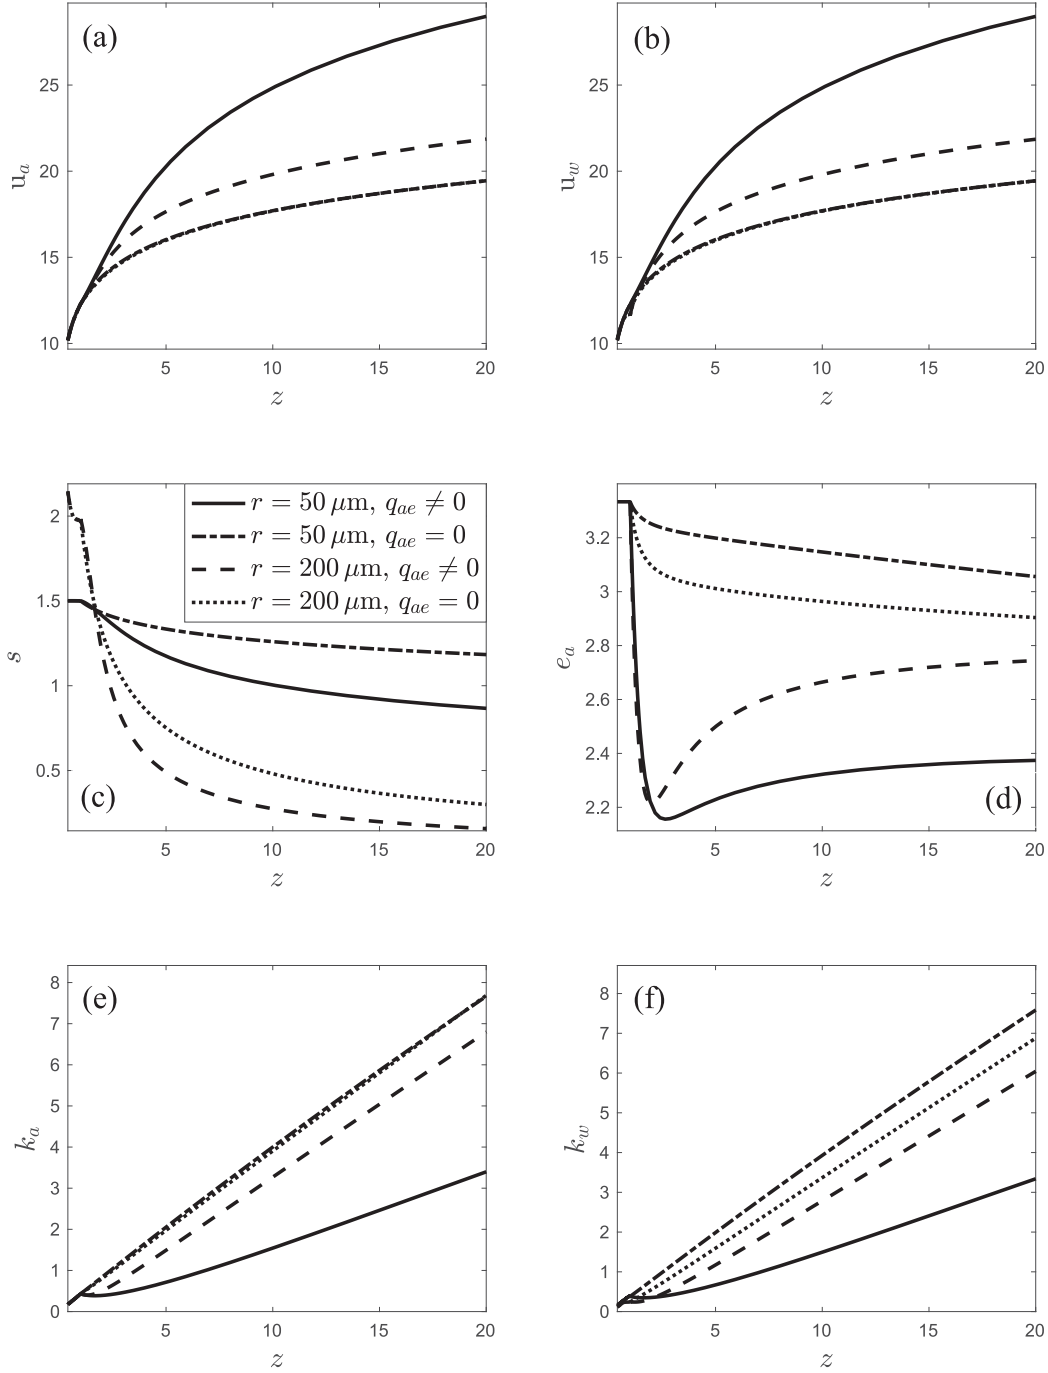 (a)
25
20
15
10
u_a
5 10 15 20
z
(b)
25
20
15
10
u_w
5 10 15 20
z
r = 50 μm, q_ae ≠ 0
r = 50 μm, q_ae = 0
r = 200 μm, q_ae ≠ 0
r = 200 μm, q_ae = 0
2
1.5
1
0.5
s
(c)
5 10 15 20
z
3.2
3
2.8
2.6
2.4
2.2
e_a
(d)
5 10 15 20
z
(e)
8
7
6
5
4
3
2
1
0
k_a
5 10 15 20
z
(f)
8
7
6
5
4
3
2
1
0
k_w
5 10 15 20
z